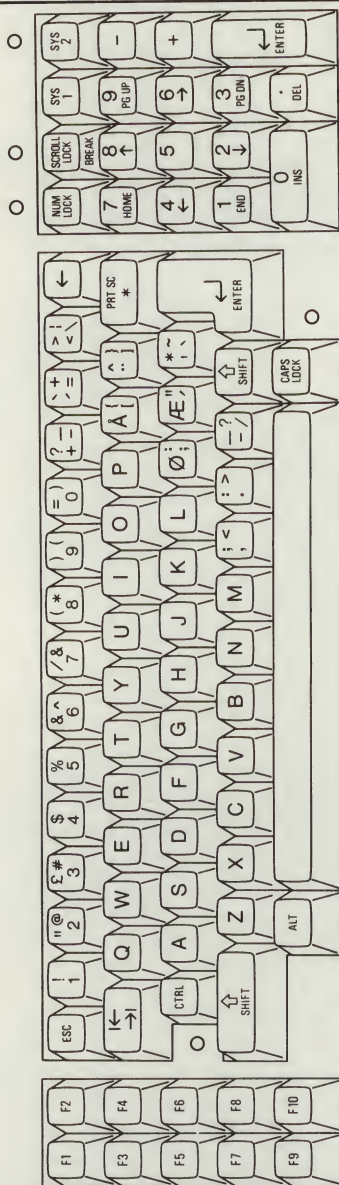 F1 F2 ESC ! 1 " @ 2 £ # 3 $ 4 % 5 & ^ 6 / & 7 ( * 8 ) ( 9 = ) 0 ? _ + - ` + ´ = > | < \ ← NUM LOCK SCROLL LOCK BREAK SYS 1 SYS 2
F3 F4 |← →| Q W E R T Y U I O P Å { [ ^ } ¨ ] PRT SC * 7 HOME 8 ↑ 9 PG UP -
F5 F6 CTRL A S D F G H J K L Ø : ; Æ " ' * ~ ' ` ENTER 4 ← 5 6 → +
F7 F8 ⇧ SHIFT Z X C V B N M ; < , : > . _ ? - / ⇧ SHIFT 1 END 2 ↓ 3 PG DN ENTER
F9 F10 ALT CAPS LOCK 0 INS . DEL